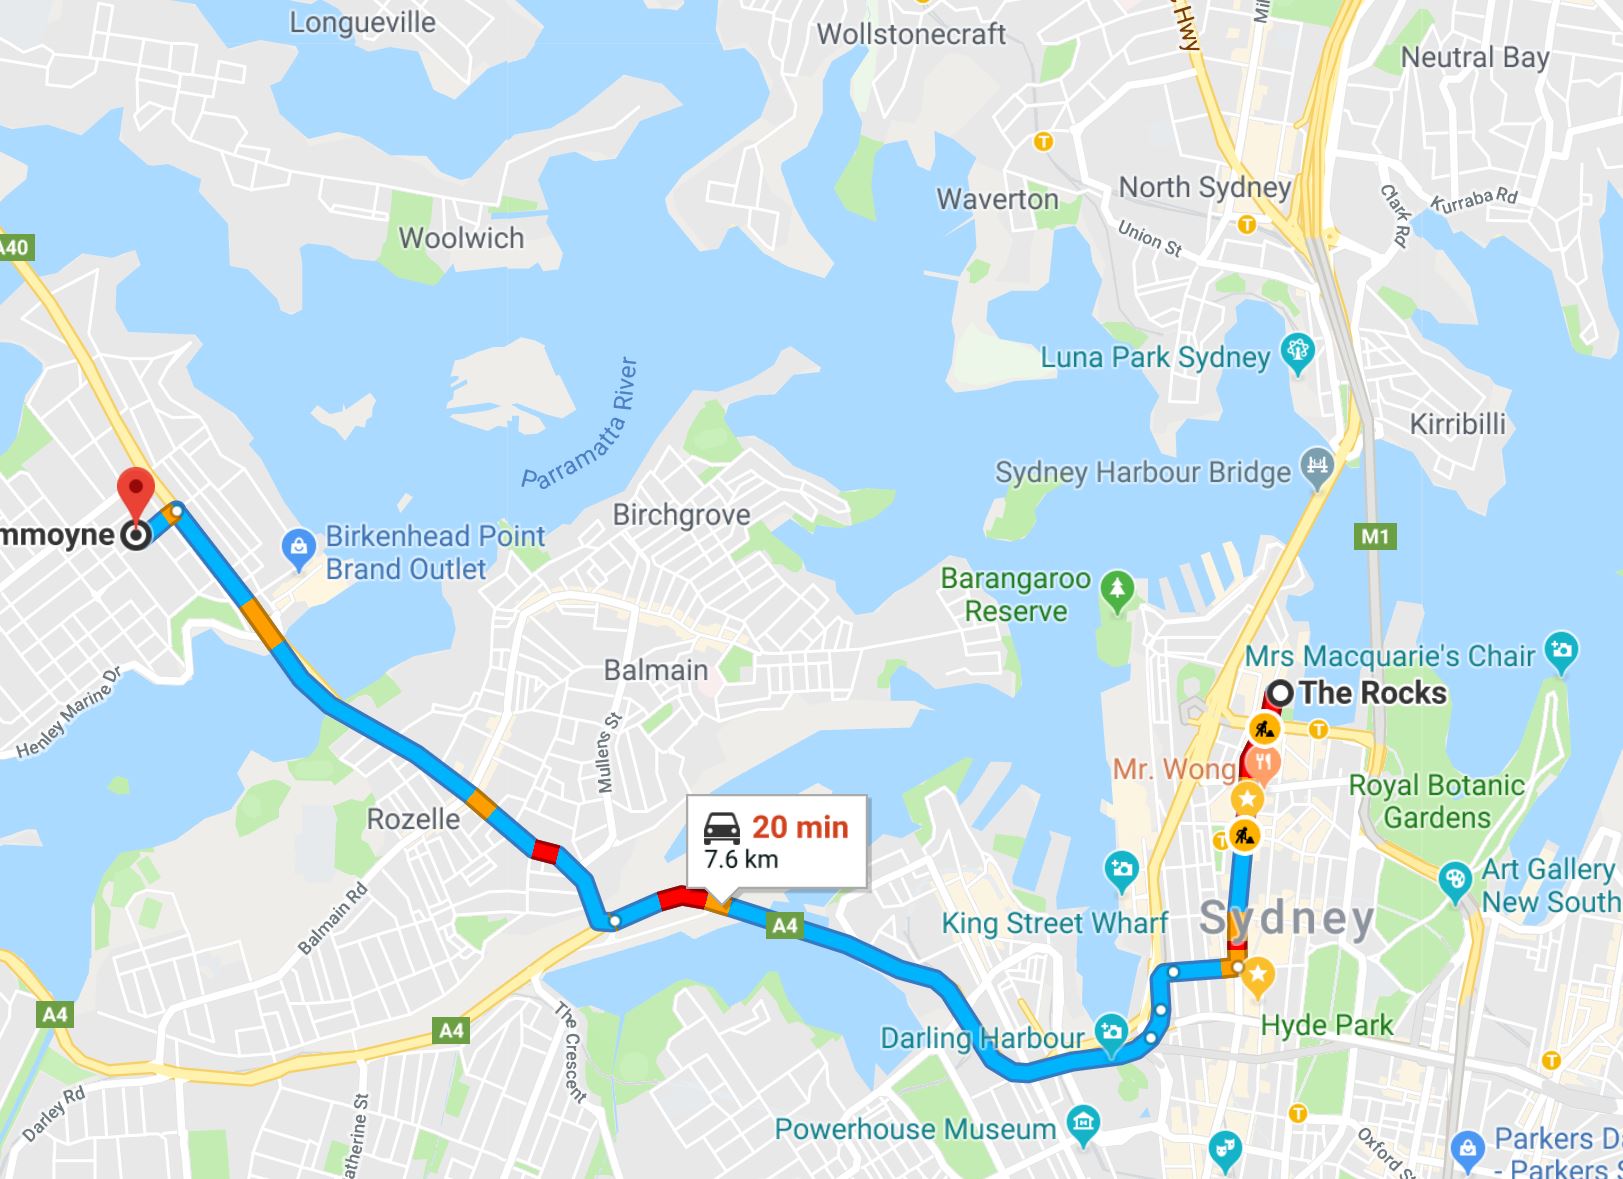 Longueville
Wollstonecraft
Hwy
Mil
Neutral Bay
Waverton
North Sydney
Clark Rd
Kurraba Rd
Union St
Woolwich
A40
Luna Park Sydney
Parramatta River
Kirribilli
Sydney Harbour Bridge
Birchgrove
mmoyne
Birkenhead Point
Brand Outlet
M1
Barangaroo
Reserve
Balmain
Mrs Macquarie's Chair
The Rocks
Henley Marine Dr
Mullens St
Mr. Wong
Royal Botanic
Gardens
Rozelle
20 min
7.6 km
Art Gallery
New South
Balmain Rd
A4
King Street Wharf
Sydney
A4
A4
The Crescent
Darling Harbour
Hyde Park
Darley Rd
atherine St
Powerhouse Museum
Oxford St
Parkers D
- Parkers S
T
T
T
T
T
T